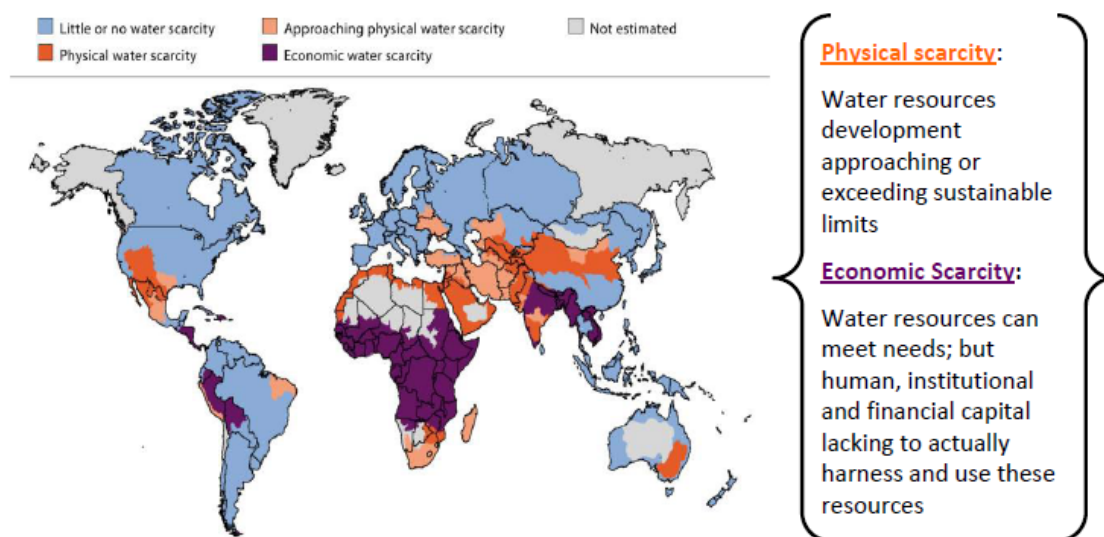 Little or no water scarcity
Approaching physical water scarcity
Not estimated
Physical water scarcity
Economic water scarcity
Physical scarcity:
Water resources
development
approaching or
exceeding sustainable
limits
Economic Scarcity:
Water resources can
meet needs; but
human, institutional
and financial capital
lacking to actually
harness and use these
resources